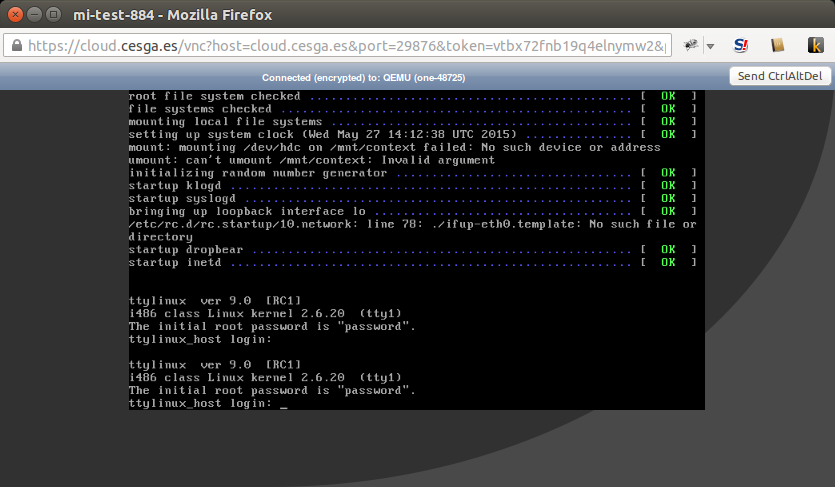 mi-test-884 - Mozilla Firefox
https://cloud.cesga.es/vnc?host=cloud.cesga.es&port=29876&token=vtbx72fnb19q4elnymw2&
S!
k
Connected (encrypted) to: QEMU (one-48725)
Send CtrlAltDel
root file system checked ............................................. [  OK  ]
file systems checked ................................................. [  OK  ]
mounting local file systems .......................................... [  OK  ]
setting up system clock (Wed May 27 14:12:38 UTC 2015) ............... [  OK  ]
mount: mounting /dev/hdc on /mnt/context failed: No such device or address
umount: can't umount /mnt/context: Invalid argument
initializing random number generator ................................. [  OK  ]
startup klogd ........................................................ [  OK  ]
startup syslogd ...................................................... [  OK  ]
bringing up loopback interface lo .................................... [  OK  ]
/etc/rc.d/rc.startup/10.network: line 78: ./ifup-eth0.template: No such file or
directory
startup dropbear ..................................................... [  OK  ]
startup inetd ........................................................ [  OK  ]
ttylinux  ver 9.0  [RC1]
i486 class Linux kernel 2.6.20  (tty1)
The initial root password is "password".
ttylinux_host login:
ttylinux  ver 9.0  [RC1]
i486 class Linux kernel 2.6.20  (tty1)
The initial root password is "password".
ttylinux_host login: _